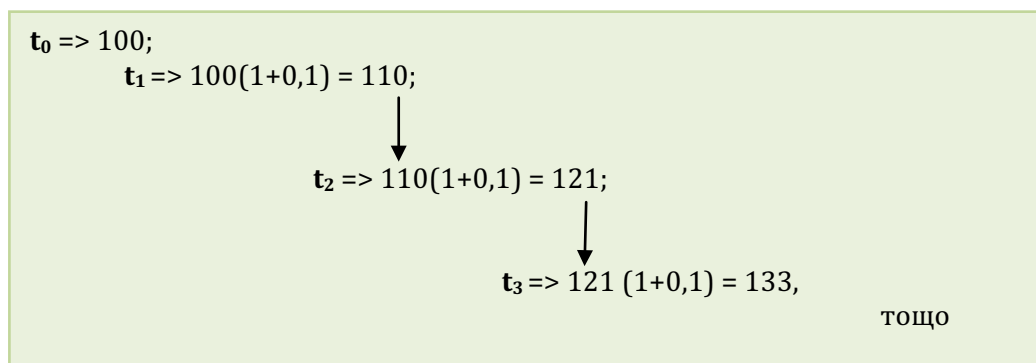 t₀ => 100;
t₁ => 100(1+0,1) = 110;
t₂ => 110(1+0,1) = 121;
t₃ => 121 (1+0,1) = 133,
тощо